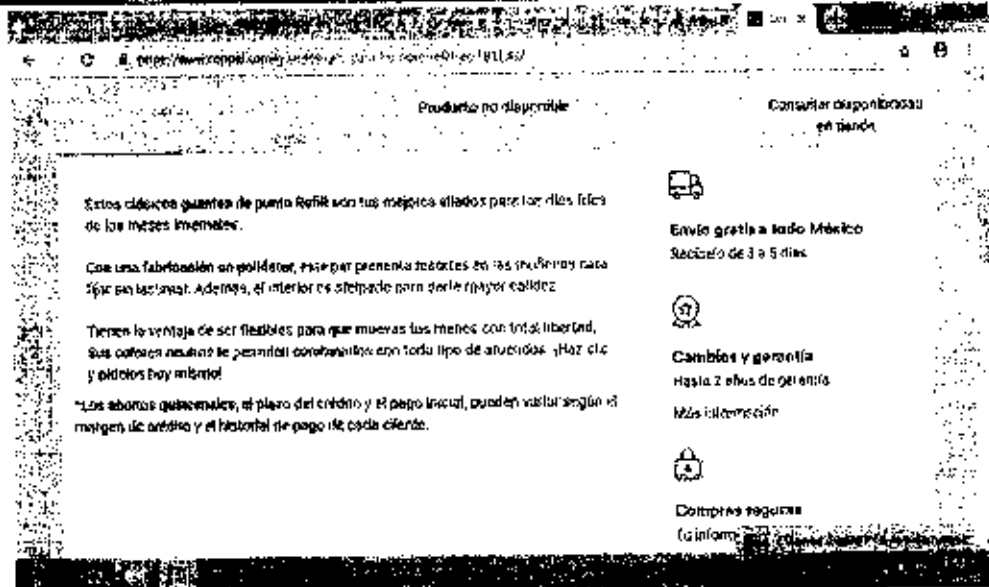 Producto no disponible
Consultar disponibilidad
en tienda
Estos clásicos guantes de punto Refill son tus mejores aliados para los días fríos
de los meses invernales.
Con una fabricación en poliéster, este par presenta resortes en las muñecas para
fijar sin lastimar. Además, el interior es afelpado para darle mayor calidez
Tienen la ventaja de ser flexibles para que muevas tus manos con total libertad,
Sus colores neutros te permiten combinarlos con todo tipo de atuendos. ¡Haz clic
y pídelos hoy mismo!
*Los abonos quincenales, el plazo del crédito y el pago inicial, pueden variar según el
margen de crédito y el historial de pago de cada cliente.
Envío gratis a todo México
Recíbelo de 3 a 5 días
Cambios y garantía
Hasta 2 años de garantía
Más información
Compras seguras
Tu inform